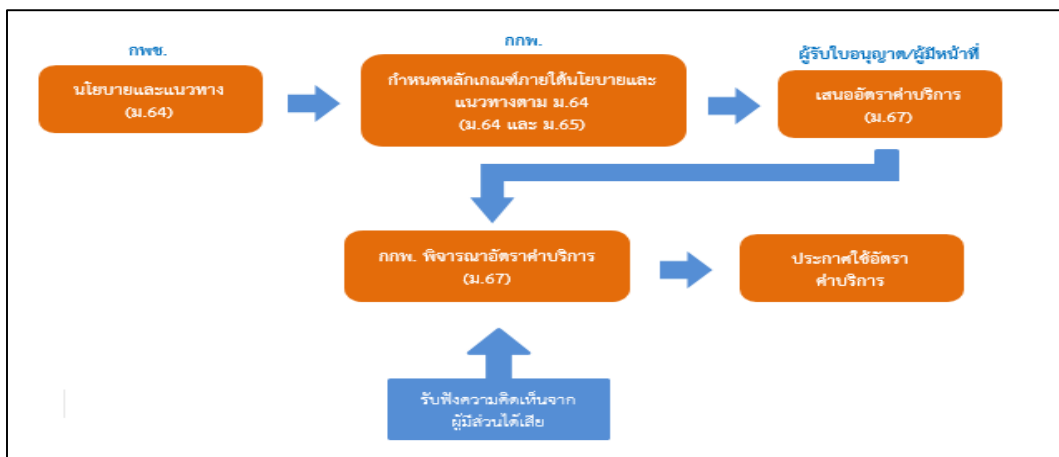 กพช.
นโยบายและแนวทาง
(ม.64)
กกพ.
กำหนดหลักเกณฑ์ภายใต้นโยบายและ
แนวทางตาม ม.64
(ม.64 และ ม.65)
ผู้รับใบอนุญาต/ผู้มีหน้าที่
เสนออัตราค่าบริการ
(ม.67)
กกพ. พิจารณาอัตราค่าบริการ
(ม.67)
ประกาศใช้อัตรา
ค่าบริการ
รับฟังความคิดเห็นจาก
ผู้มีส่วนได้เสีย